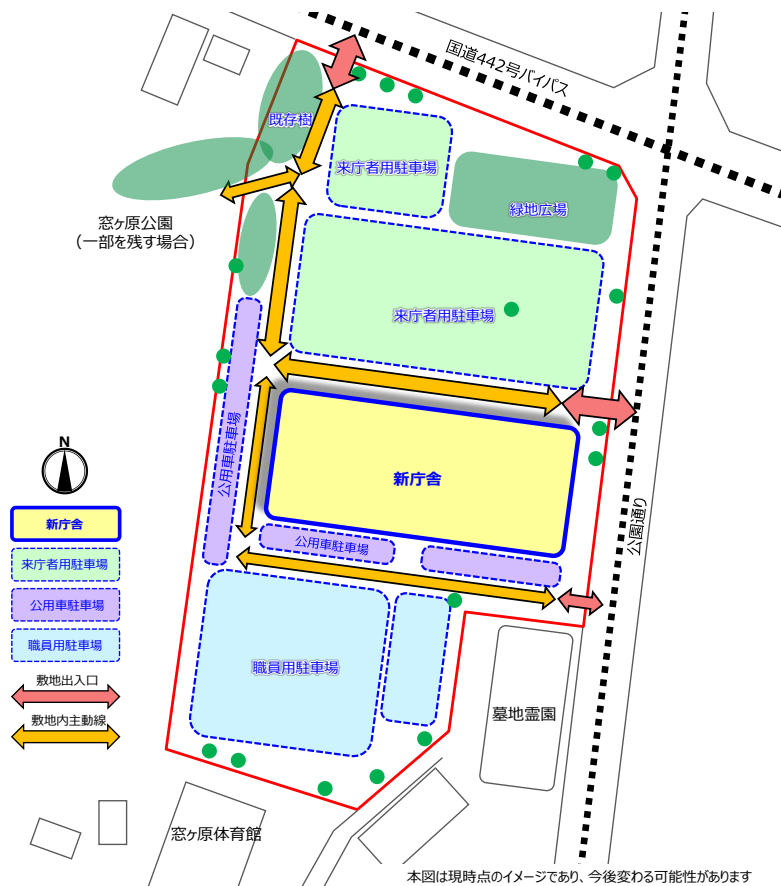 国道442号バイパス
既存樹
来庁者用駐車場
緑地広場
窓ヶ原公園
（一部を残す場合）
来庁者用駐車場
公用車駐車場
新庁舎
公園通り
公用車駐車場
職員用駐車場
墓地霊園
窓ヶ原体育館
N
新庁舎
来庁者用駐車場
公用車駐車場
職員用駐車場
敷地出入口
敷地内主動線
本図は現時点のイメージであり、今後変わる可能性があります